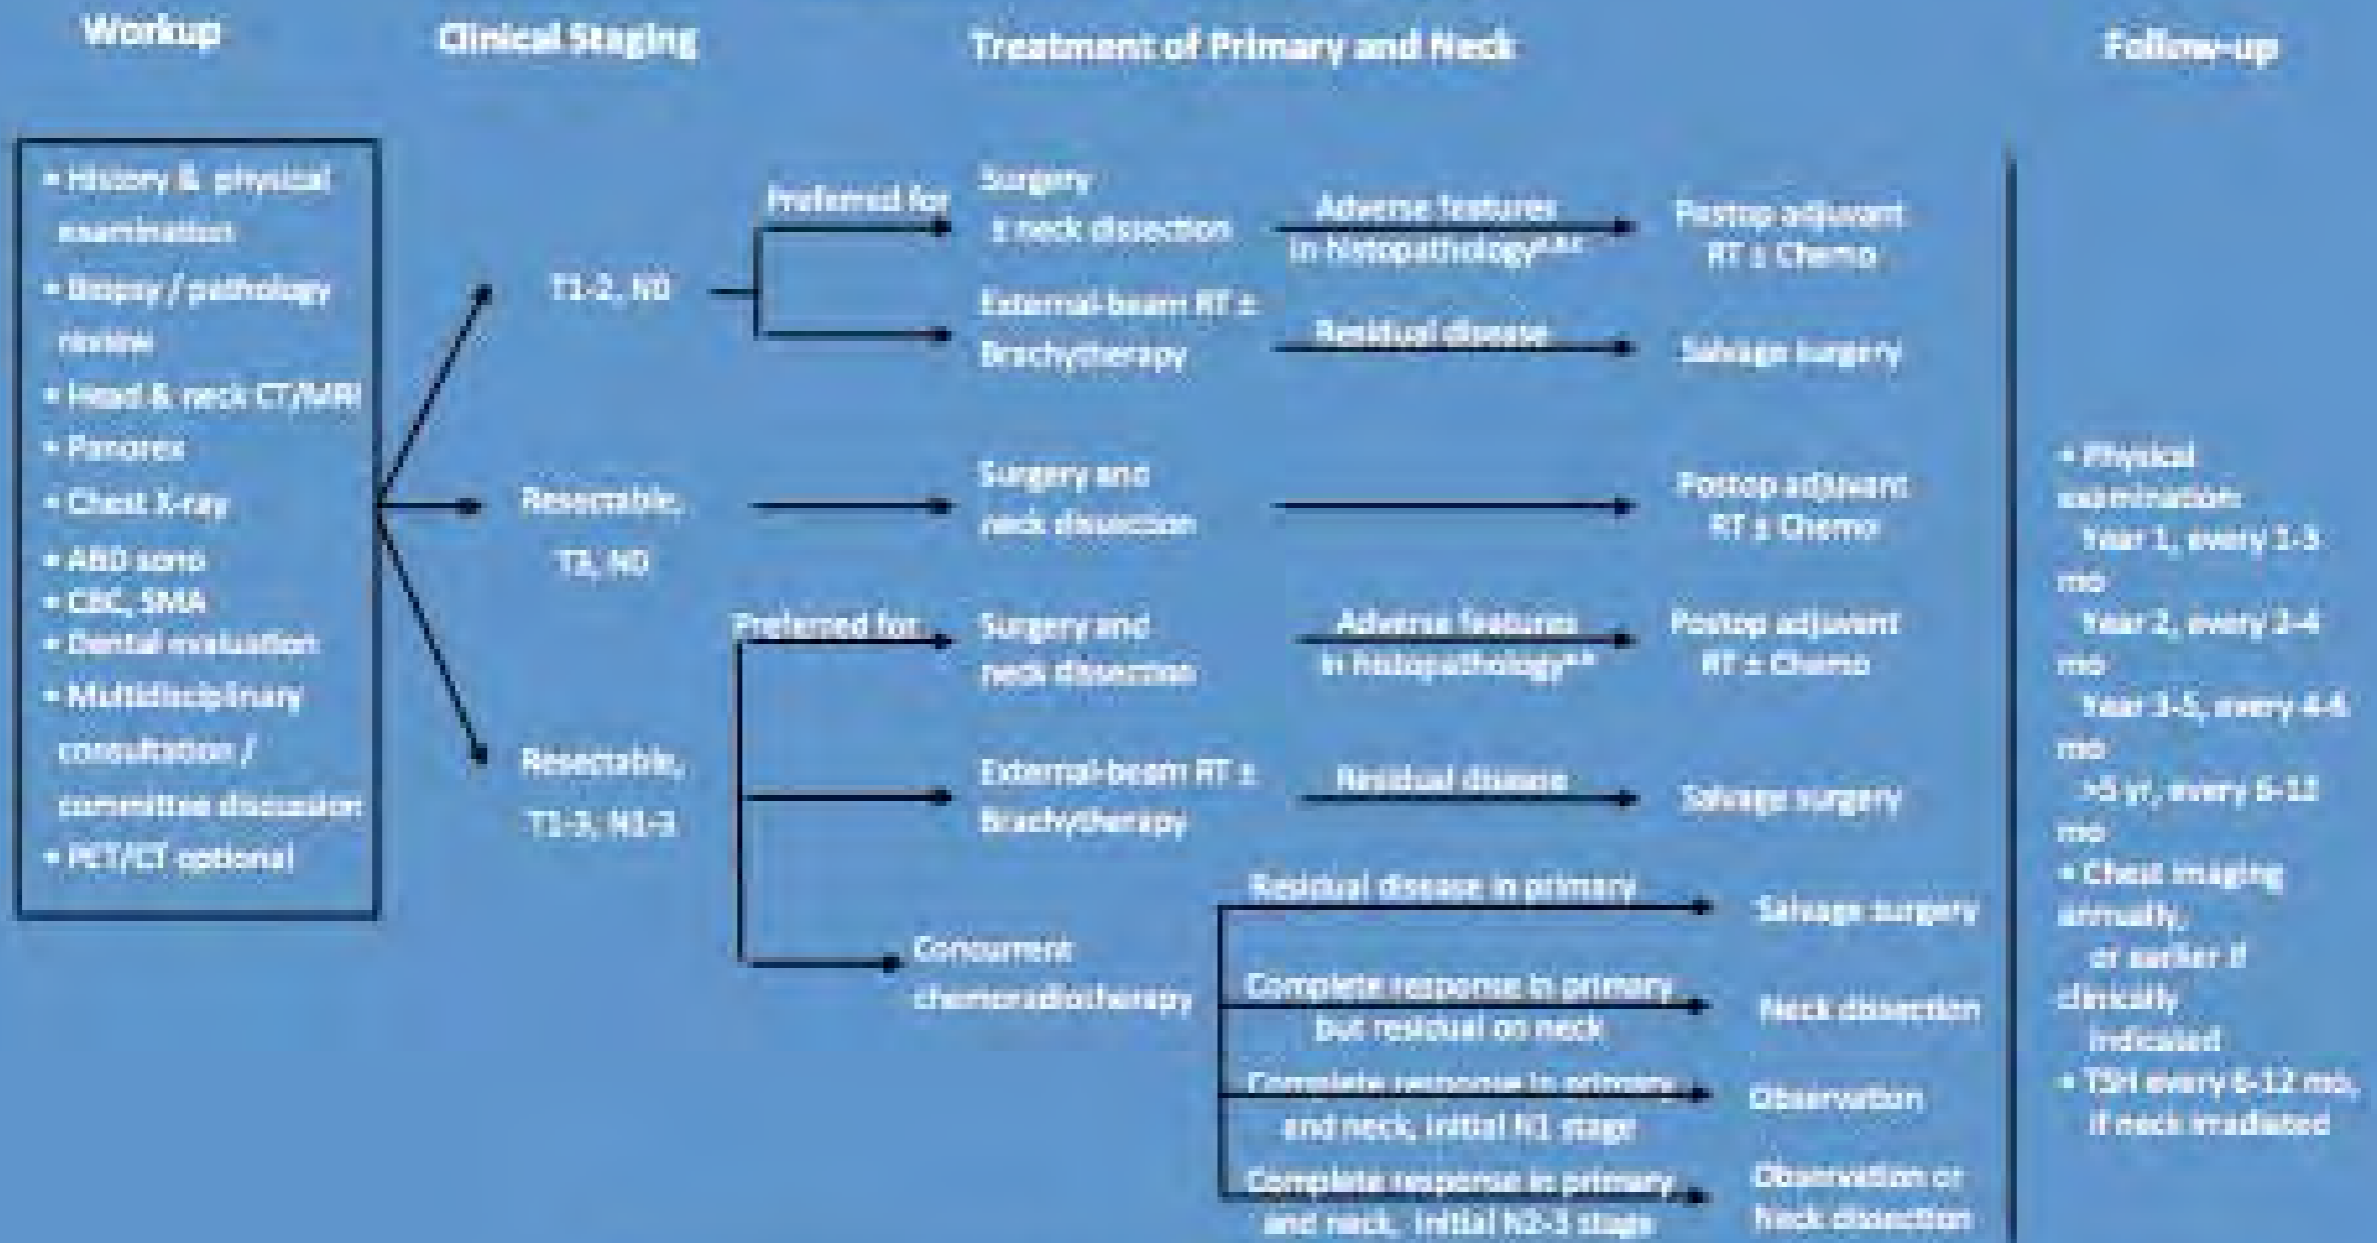 Workup
Clinical Staging
Treatment of Primary and Neck
Follow-up
• History & physical
examination
• Biopsy / pathology
review
• Head & neck CT/MRI
• Panorex
• Chest X-ray
• ABD sono
• CBC, SMA
• Dental evaluation
• Multidisciplinary
consultation /
committee discussion
• PET/CT optional
T1-2, N0
Resectable,
T3, N0
Resectable,
T1-3, N1-3
Preferred for
Surgery
± neck dissection
Adverse features
in histopathology
Postop adjuvant
RT ± Chemo
External-beam RT ±
Brachytherapy
Residual disease
Salvage surgery
Surgery and
neck dissection
Postop adjuvant
RT ± Chemo
Preferred for
Surgery and
neck dissection
Adverse features
in histopathology
Postop adjuvant
RT ± Chemo
External-beam RT ±
Brachytherapy
Residual disease
Salvage surgery
Concurrent
chemoradiotherapy
Residual disease in primary
Salvage surgery
Complete response in primary
but residual on neck
Neck dissection
Complete response in primary
and neck, initial N1 stage
Observation
Complete response in primary
and neck, initial N2-3 stage
Observation or
Neck dissection
• Physical
examination:
Year 1, every 1-3
mo
Year 2, every 2-4
mo
Year 3-5, every 4-6
mo
>5 yr, every 6-12
mo
• Chest imaging
annually,
or earlier if
clinically
indicated
• TSH every 6-12 mo,
if neck irradiated